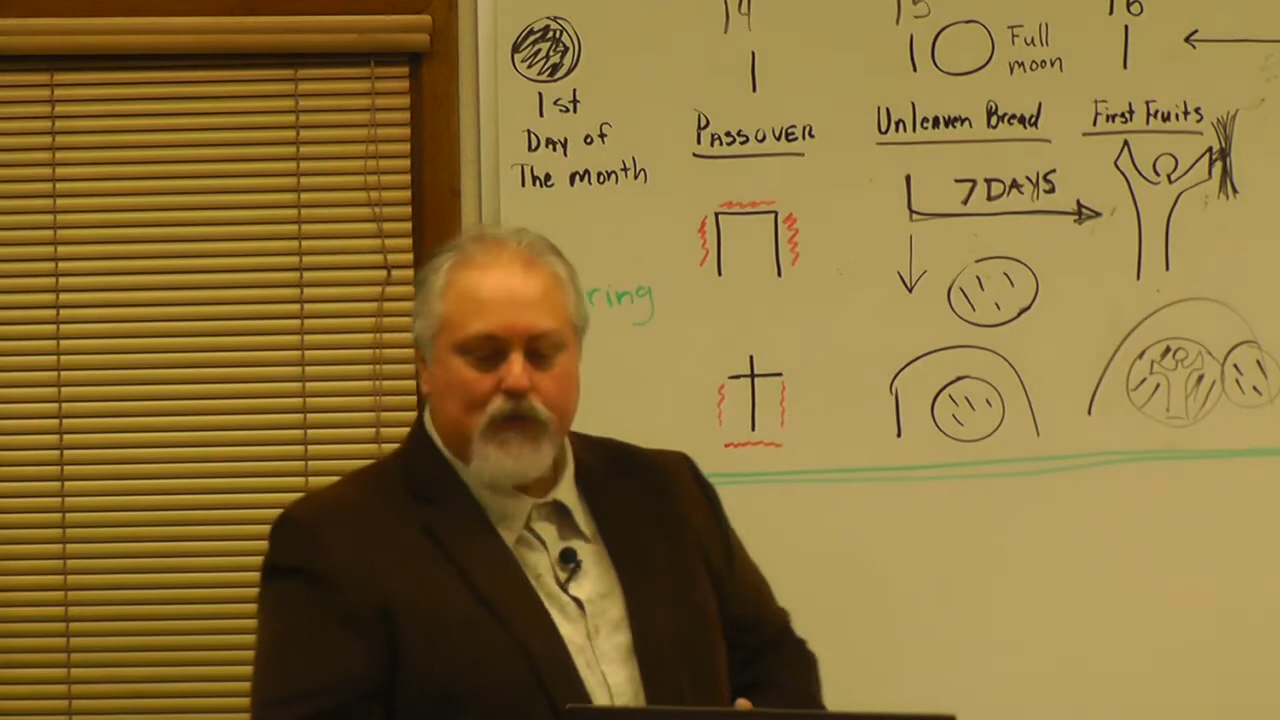 14
15
16
Full
moon
1st
Day of
The month
PASSOVER
Unleaven Bread
First Fruits
7 DAYS
ring